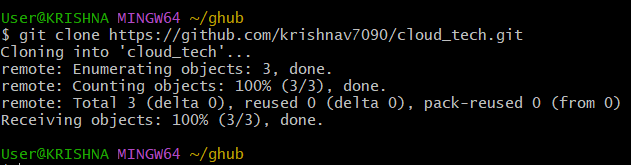 User@KRISHNA MINGW64 ~/ghub
$ git clone https://github.com/krishnav7090/cloud_tech.git
Cloning into 'cloud_tech'...
remote: Enumerating objects: 3, done.
remote: Counting objects: 100% (3/3), done.
remote: Total 3 (delta 0), reused 0 (delta 0), pack-reused 0 (from 0)
Receiving objects: 100% (3/3), done.
User@KRISHNA MINGW64 ~/ghub